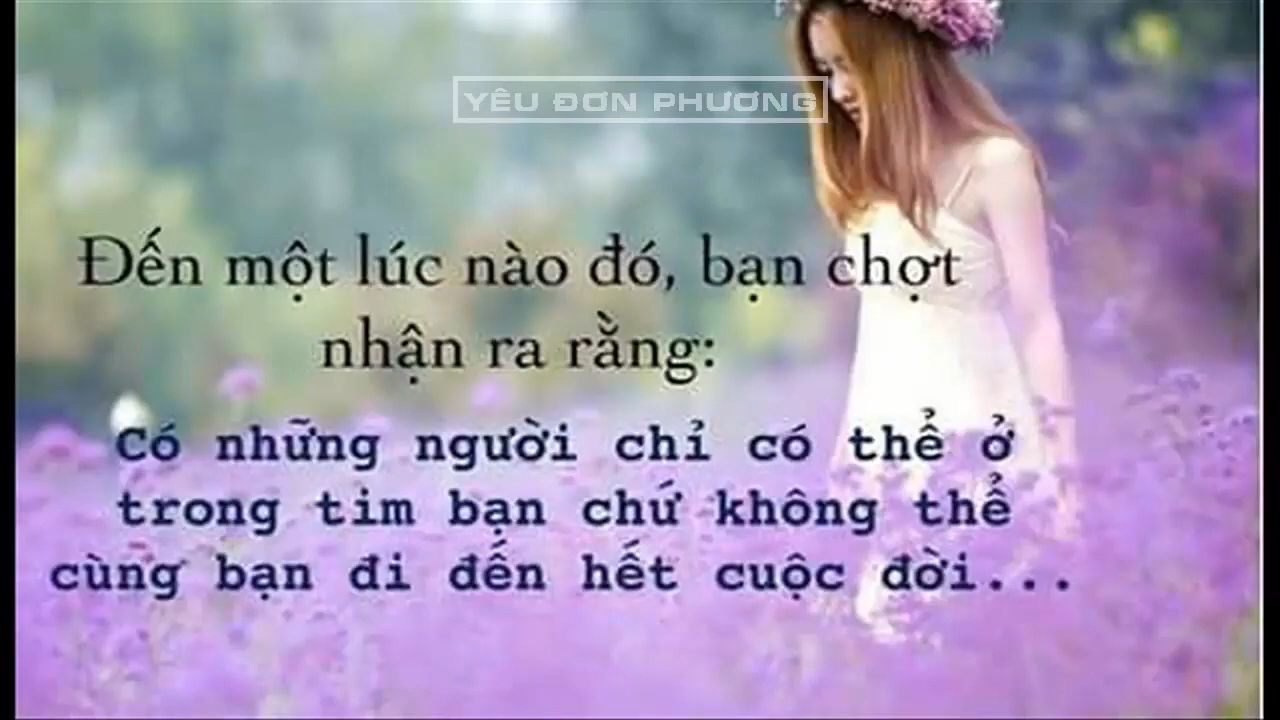 YÊU ĐƠN PHƯƠNG
Đến một lúc nào đó, bạn chợt
nhận ra rằng:
Có những người chỉ có thể ở
trong tim bạn chứ không thể
cùng bạn đi đến hết cuộc đời...